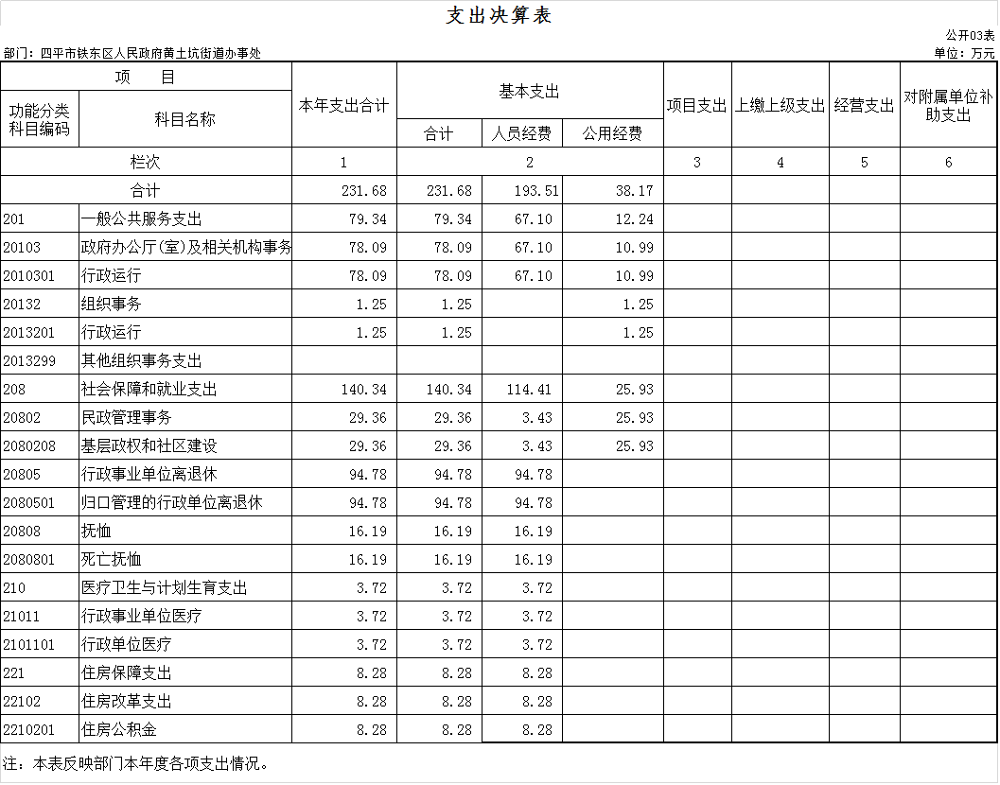 支出决算表
公开03表
部门：四平市铁东区人民政府黄土坑街道办事处 单位：万元
项 目 本年支出合计 基本支出 项目支出 上缴上级支出 经营支出 对附属单位补助支出
功能分类科目编码 科目名称 合计 人员经费 公用经费
栏次 1 2 3 4 5 6
合计 231.68 231.68 193.51 38.17
201 一般公共服务支出 79.34 79.34 67.10 12.24
20103 政府办公厅(室)及相关机构事务 78.09 78.09 67.10 10.99
2010301 行政运行 78.09 78.09 67.10 10.99
20132 组织事务 1.25 1.25 1.25
2013201 行政运行 1.25 1.25 1.25
2013299 其他组织事务支出
208 社会保障和就业支出 140.34 140.34 114.41 25.93
20802 民政管理事务 29.36 29.36 3.43 25.93
2080208 基层政权和社区建设 29.36 29.36 3.43 25.93
20805 行政事业单位离退休 94.78 94.78 94.78
2080501 归口管理的行政单位离退休 94.78 94.78 94.78
20808 抚恤 16.19 16.19 16.19
2080801 死亡抚恤 16.19 16.19 16.19
210 医疗卫生与计划生育支出 3.72 3.72 3.72
21011 行政事业单位医疗 3.72 3.72 3.72
2101101 行政单位医疗 3.72 3.72 3.72
221 住房保障支出 8.28 8.28 8.28
22102 住房改革支出 8.28 8.28 8.28
2210201 住房公积金 8.28 8.28 8.28
注：本表反映部门本年度各项支出情况。